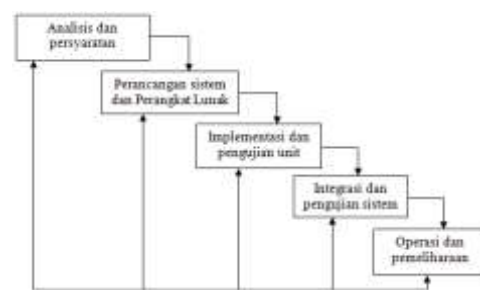 Analisis dan
persyaratan
Perancangan sistem
dan Perangkat Lunak
Implementasi dan
pengujian unit
Integrasi dan
pengujian sistem
Operasi dan
pemeliharaan